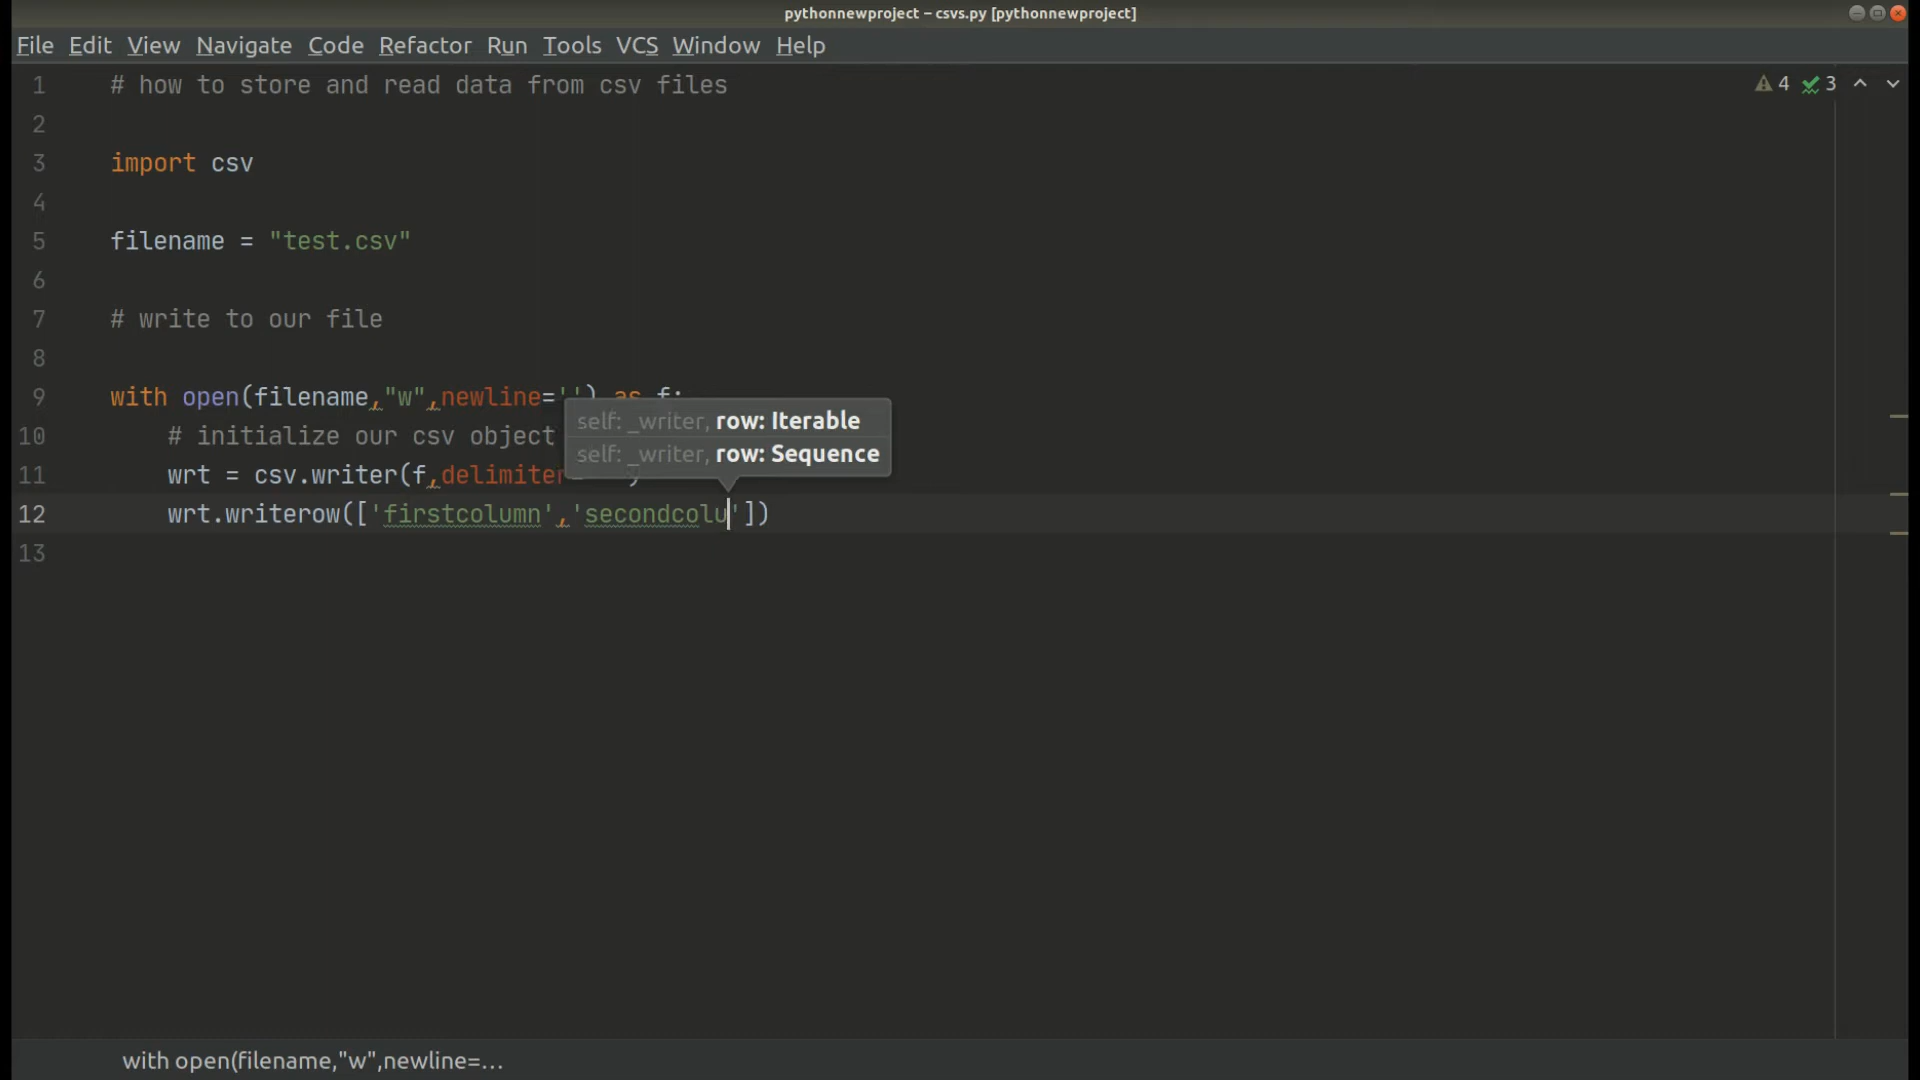 pythonnewproject – csvs.py [pythonnewproject]
File Edit View Navigate Code Refactor Run Tools VCS Window Help
1 # how to store and read data from csv files
4 3
2
3 import csv
4
5 filename = "test.csv"
6
7 # write to our file
8
9 with open(filename,"w",newline='') as f:
self: _writer, row: Iterable
10 # initialize our csv object
self: _writer, row: Sequence
11 wrt = csv.writer(f,delimiter=
12 wrt.writerow(['firstcolumn','secondcolu'])
13
with open(filename,"w",newline=...